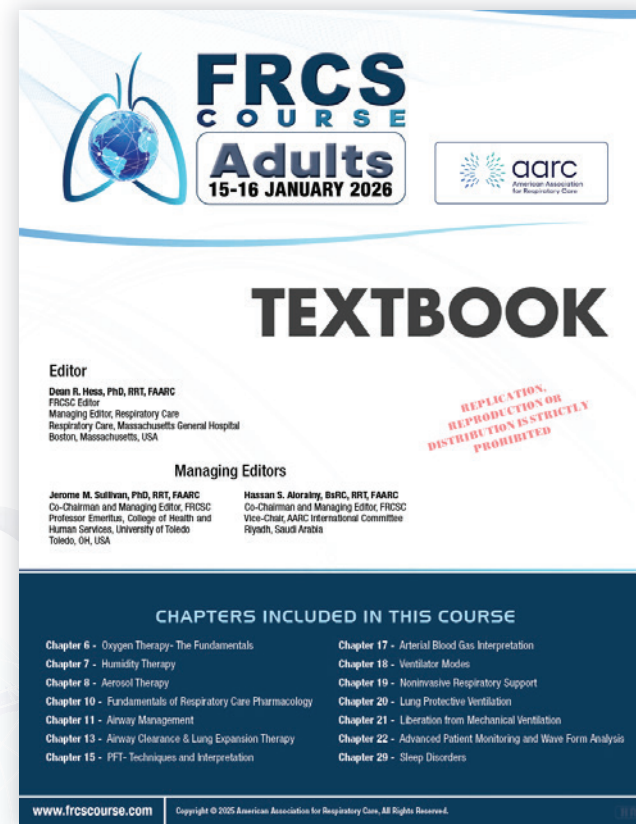 FRCS
COURSE
Adults
15-16 JANUARY 2026
aarc
American Association
for Respiratory Care
TEXTBOOK
Editor
Dean R. Hess, PhD, RRT, FAARC
FRCSC Editor
Managing Editor, Respiratory Care
Respiratory Care, Massachusetts General Hospital
Boston, Massachusetts, USA
REPLICATION,
REPRODUCTION OR
DISTRIBUTION IS STRICTLY
PROHIBITED
Managing Editors
Jerome M. Sullivan, PhD, RRT, FAARC
Co-Chairman and Managing Editor, FRCSC
Professor Emeritus, College of Health and
Human Services, University of Toledo
Toledo, OH, USA
Hassan S. Alorainy, BsRC, RRT, FAARC
Co-Chairman and Managing Editor, FRCSC
Vice-Chair, AARC International Committee
Riyadh, Saudi Arabia
CHAPTERS INCLUDED IN THIS COURSE
Chapter 6 - Oxygen Therapy- The Fundamentals
Chapter 7 - Humidity Therapy
Chapter 8 - Aerosol Therapy
Chapter 10 - Fundamentals of Respiratory Care Pharmacology
Chapter 11 - Airway Management
Chapter 13 - Airway Clearance & Lung Expansion Therapy
Chapter 15 - PFT- Techniques and Interpretation
Chapter 17 - Arterial Blood Gas Interpretation
Chapter 18 - Ventilator Modes
Chapter 19 - Noninvasive Respiratory Support
Chapter 20 - Lung Protective Ventilation
Chapter 21 - Liberation from Mechanical Ventilation
Chapter 22 - Advanced Patient Monitoring and Wave Form Analysis
Chapter 29 - Sleep Disorders
www.frcscourse.com
Copyright © 2025 American Association for Respiratory Care, All Rights Reserved.